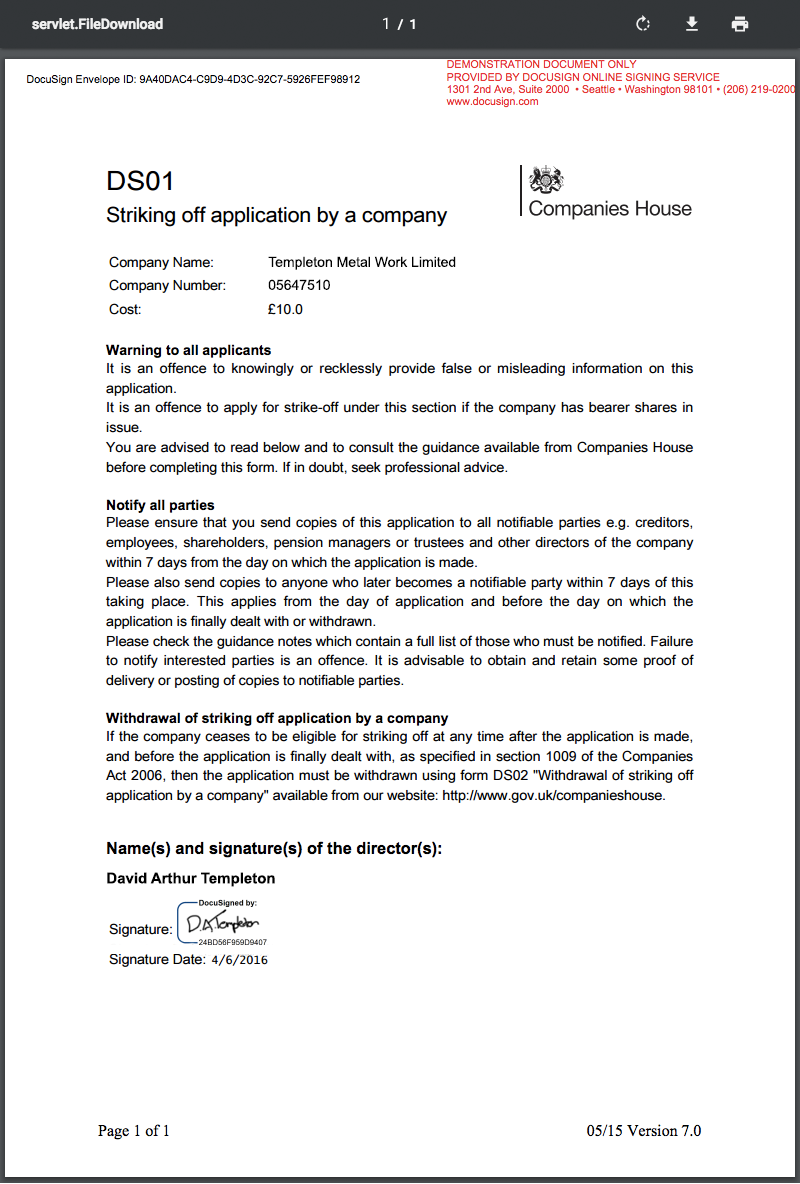 servlet.FileDownload
1 / 1
DocuSign Envelope ID: 9A40DAC4-C9D9-4D3C-92C7-5926FEF98912
DEMONSTRATION DOCUMENT ONLY
PROVIDED BY DOCUSIGN ONLINE SIGNING SERVICE
1301 2nd Ave, Suite 2000 • Seattle • Washington 98101 • (206) 219-0200
www.docusign.com
DS01
Striking off application by a company
Companies House
Company Name: Templeton Metal Work Limited
Company Number: 05647510
Cost: £10.0
Warning to all applicants
It is an offence to knowingly or recklessly provide false or misleading information on this
application.
It is an offence to apply for strike-off under this section if the company has bearer shares in
issue.
You are advised to read below and to consult the guidance available from Companies House
before completing this form. If in doubt, seek professional advice.
Notify all parties
Please ensure that you send copies of this application to all notifiable parties e.g. creditors,
employees, shareholders, pension managers or trustees and other directors of the company
within 7 days from the day on which the application is made.
Please also send copies to anyone who later becomes a notifiable party within 7 days of this
taking place. This applies from the day of application and before the day on which the
application is finally dealt with or withdrawn.
Please check the guidance notes which contain a full list of those who must be notified. Failure
to notify interested parties is an offence. It is advisable to obtain and retain some proof of
delivery or posting of copies to notifiable parties.
Withdrawal of striking off application by a company
If the company ceases to be eligible for striking off at any time after the application is made,
and before the application is finally dealt with, as specified in section 1009 of the Companies
Act 2006, then the application must be withdrawn using form DS02 "Withdrawal of striking off
application by a company" available from our website: http://www.gov.uk/companieshouse.
Name(s) and signature(s) of the director(s):
David Arthur Templeton
DocuSigned by:
Signature: D.A.Templeton
24BD56F959D9407
Signature Date: 4/6/2016
Page 1 of 1
05/15 Version 7.0